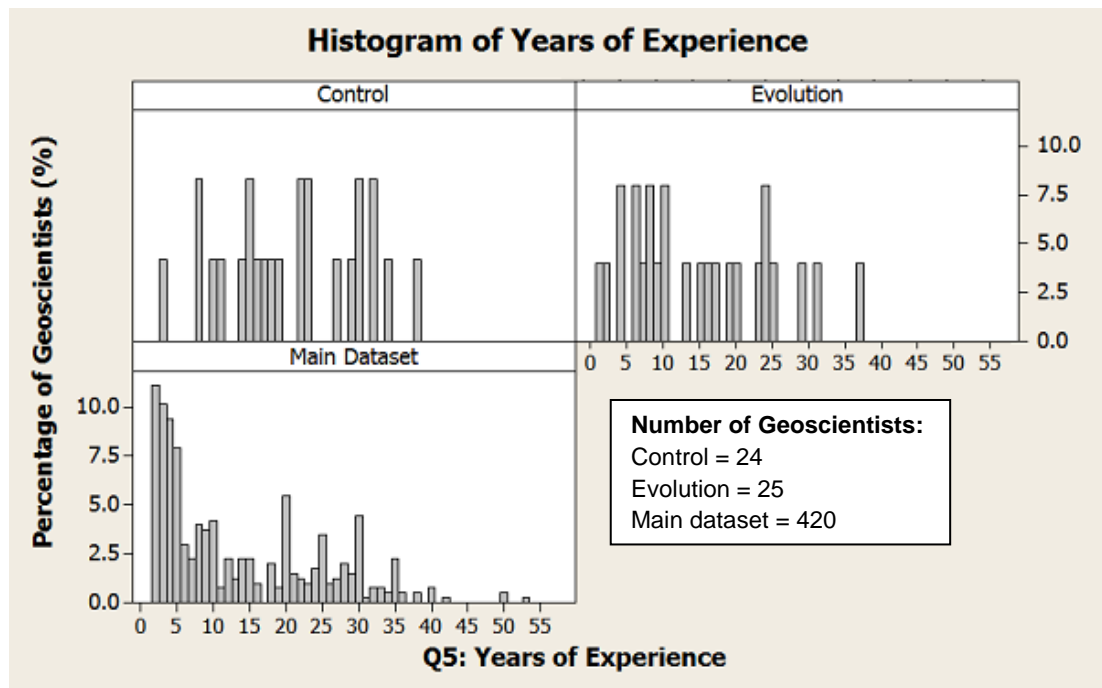 Histogram of Years of Experience
Control
Evolution
Percentage of Geoscientists (%)
10.0
7.5
5.0
2.5
0.0
0 5 10 15 20 25 30 35 40 45 50 55
Main Dataset
10.0
7.5
5.0
2.5
0.0
0 5 10 15 20 25 30 35 40 45 50 55
Number of Geoscientists:
Control = 24
Evolution = 25
Main dataset = 420
Q5: Years of Experience